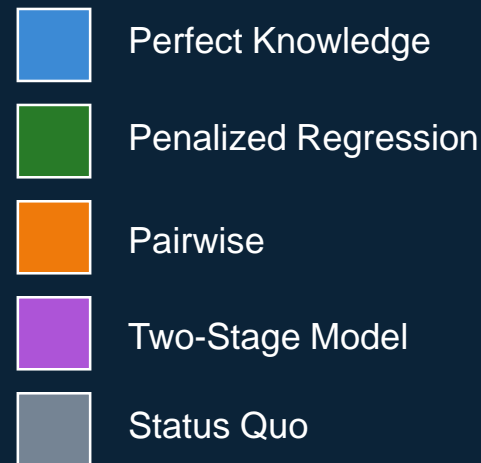 Perfect Knowledge
Penalized Regression
Pairwise
Two-Stage Model
Status Quo